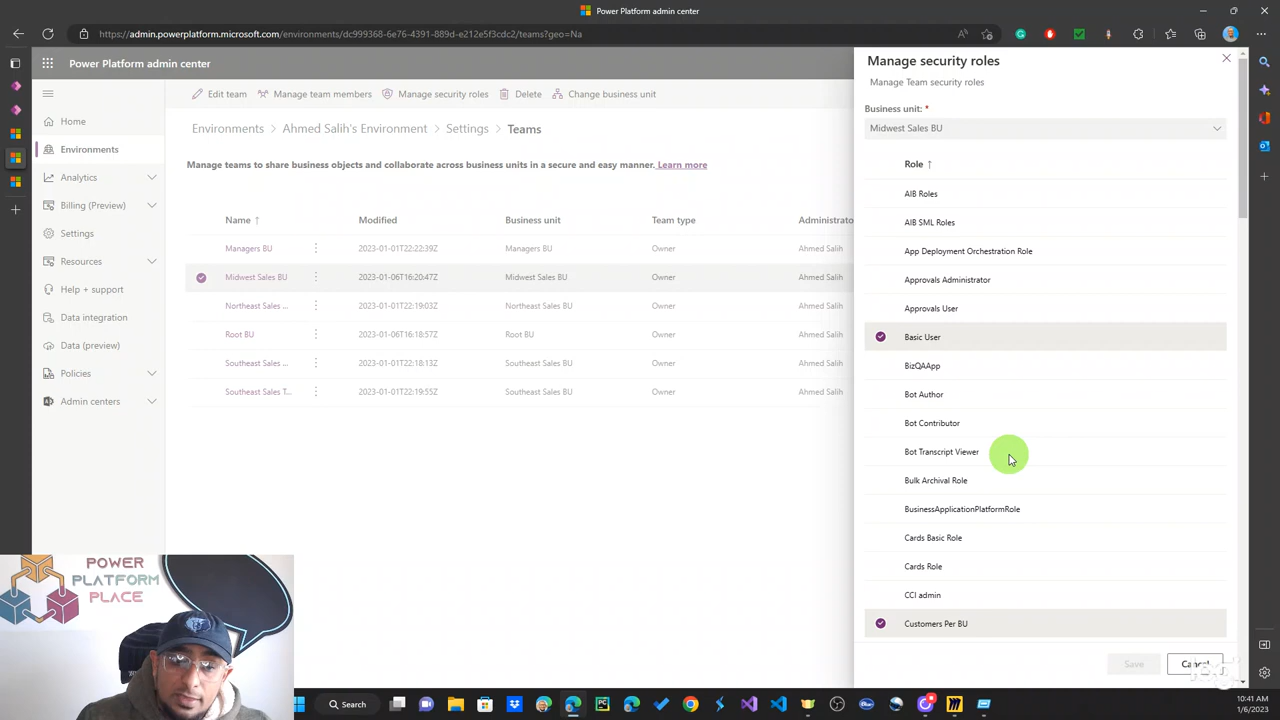 Power Platform admin center
https://admin.powerplatform.microsoft.com/environments/dc999368-6e76-4391-889d-e212e5f3cdc2/teams?geo=Na
Power Platform admin center
Home
Environments
Analytics
Billing (Preview)
Settings
Resources
Help + support
Data integration
Data (preview)
Policies
Admin centers
Edit team
Manage team members
Manage security roles
Delete
Change business unit
Environments > Ahmed Salih's Environment > Settings > Teams
Manage teams to share business objects and collaborate across business units in a secure and easy manner. Learn more
Name ↑ Modified Business unit Team type Administrato
Managers BU 2023-01-01T22:22:39Z Managers BU Owner Ahmed Salih
Midwest Sales BU 2023-01-06T16:20:47Z Midwest Sales BU Owner Ahmed Salih
Northeast Sales ... 2023-01-01T22:19:03Z Northeast Sales BU Owner Ahmed Salih
Root BU 2023-01-06T16:18:57Z Root BU Owner Ahmed Salih
Southeast Sales ... 2023-01-01T22:18:13Z Southeast Sales BU Owner Ahmed Salih
Southeast Sales T... 2023-01-01T22:19:55Z Southeast Sales BU Owner Ahmed Salih
Manage security roles
Manage Team security roles
Business unit: *
Midwest Sales BU
Role ↑
AIB Roles
AIB SML Roles
App Deployment Orchestration Role
Approvals Administrator
Approvals User
Basic User
BizQAApp
Bot Author
Bot Contributor
Bot Transcript Viewer
Bulk Archival Role
BusinessApplicationPlatformRole
Cards Basic Role
Cards Role
CCI admin
Customers Per BU
Save
Cancel
POWER
PLATFORM
PLACE
Search
10:41 AM
1/6/2023